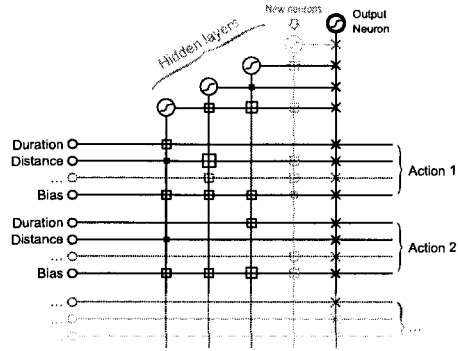 New neurons
Output
Neuron
Hidden layers
Duration
Distance
...
Bias
Action 1
Duration
Distance
...
Bias
Action 2
...
...
...
...